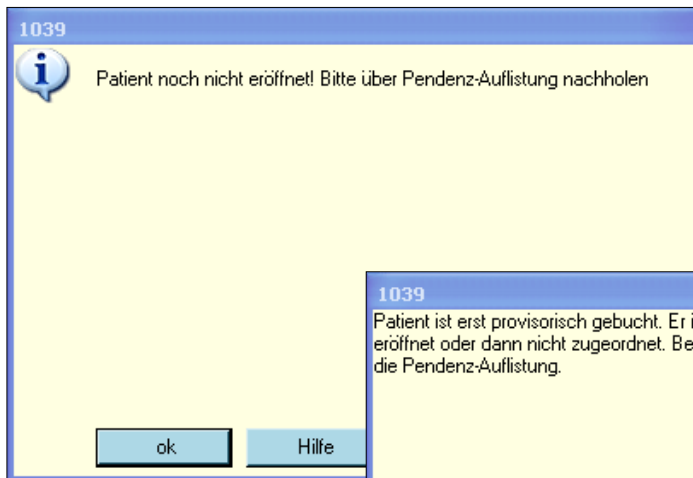 1039
Patient noch nicht eröffnet! Bitte über Pendenz-Auflistung nachholen
1039
Patient ist erst provisorisch gebucht. Er
eröffnet oder dann nicht zugeordnet. Be
die Pendenz-Auflistung.
ok
Hilfe